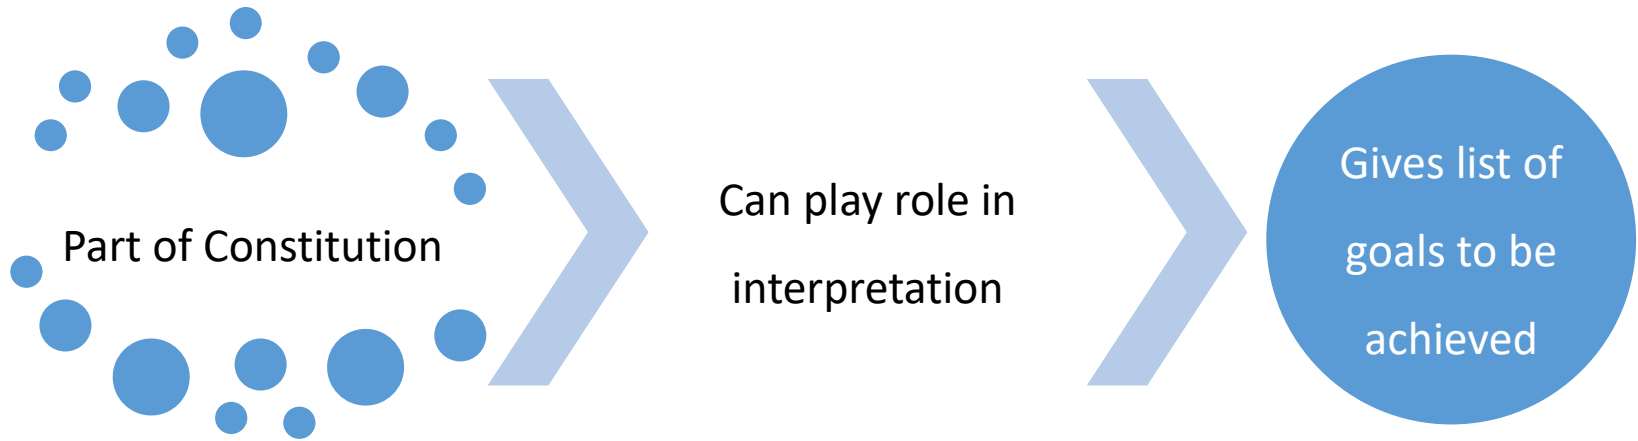 Part of Constitution
Can play role in
interpretation
Gives list of
goals to be
achieved